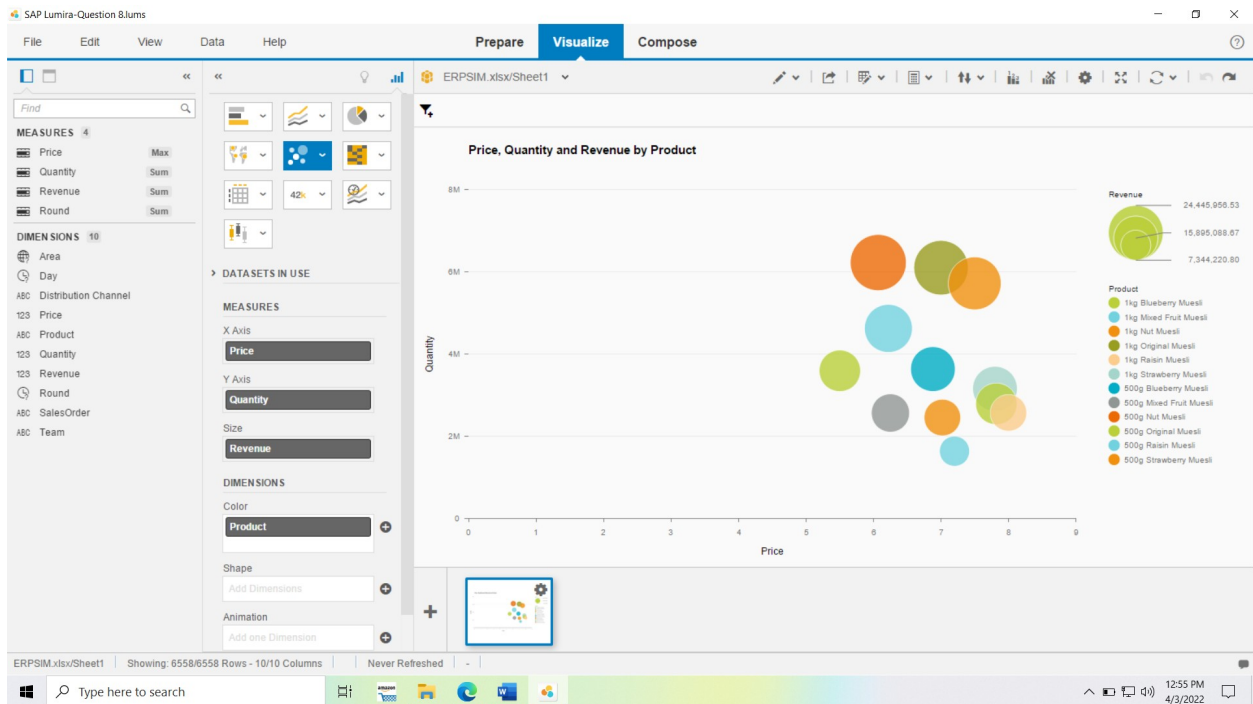 SAP Lumira-Question 8.lums
File Edit View Data Help Prepare Visualize Compose
ERPSIM.xlsx/Sheet1
Find
MEASURES 4
Price Max
Quantity Sum
Revenue Sum
Round Sum
DIMENSIONS 10
Area
Day
ABC Distribution Channel
123 Price
ABC Product
123 Quantity
123 Revenue
Round
ABC SalesOrder
ABC Team
DATASETS IN USE
MEASURES
X Axis
Price
Y Axis
Quantity
Size
Revenue
DIMENSIONS
Color
Product
Shape
Add Dimensions
Animation
Add one Dimension
Price, Quantity and Revenue by Product
Quantity
8M
6M
4M
2M
0
0 1 2 3 4 5 6 7 8 9
Price
Revenue
24,445,956.53
15,895,088.67
7,344,220.80
Product
1kg Blueberry Muesli
1kg Mixed Fruit Muesli
1kg Nut Muesli
1kg Original Muesli
1kg Raisin Muesli
1kg Strawberry Muesli
500g Blueberry Muesli
500g Mixed Fruit Muesli
500g Nut Muesli
500g Original Muesli
500g Raisin Muesli
500g Strawberry Muesli
ERPSIM.xlsx/Sheet1 Showing: 6558/6558 Rows - 10/10 Columns Never Refreshed -
Type here to search
amazon
12:55 PM
4/3/2022